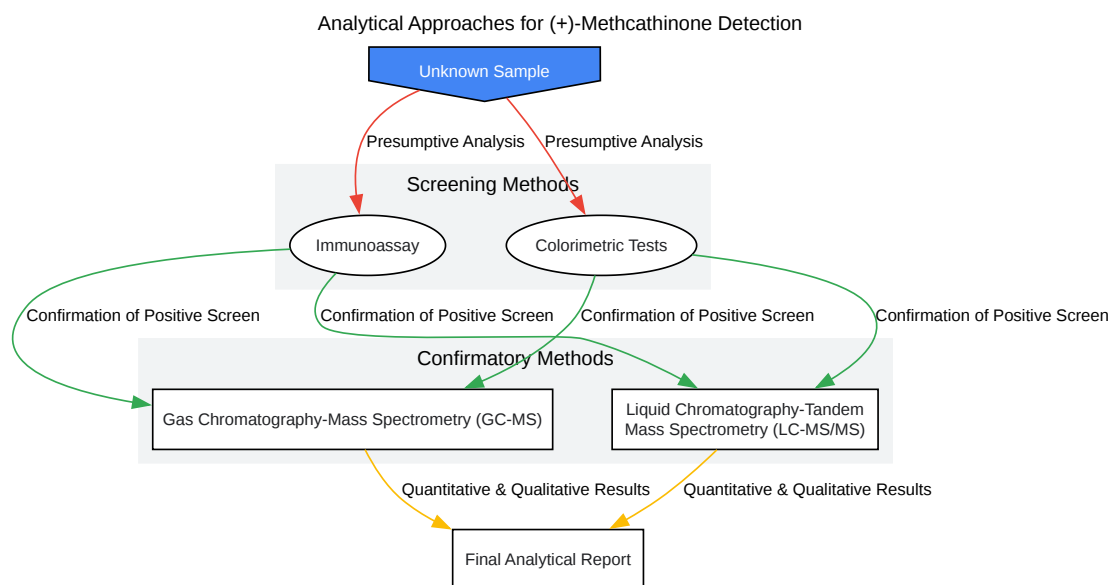 Analytical Approaches for (+)-Methcathinone Detection
Unknown Sample
Presumptive Analysis
Presumptive Analysis
Screening Methods
Immunoassay
Colorimetric Tests
Confirmation of Positive Screen
Confirmation of Positive Screen
Confirmation of Positive Screen
Confirmation of Positive Screen
Confirmatory Methods
Gas Chromatography-Mass Spectrometry (GC-MS)
Liquid Chromatography-Tandem
Mass Spectrometry (LC-MS/MS)
Quantitative & Qualitative Results
Quantitative & Qualitative Results
Final Analytical Report